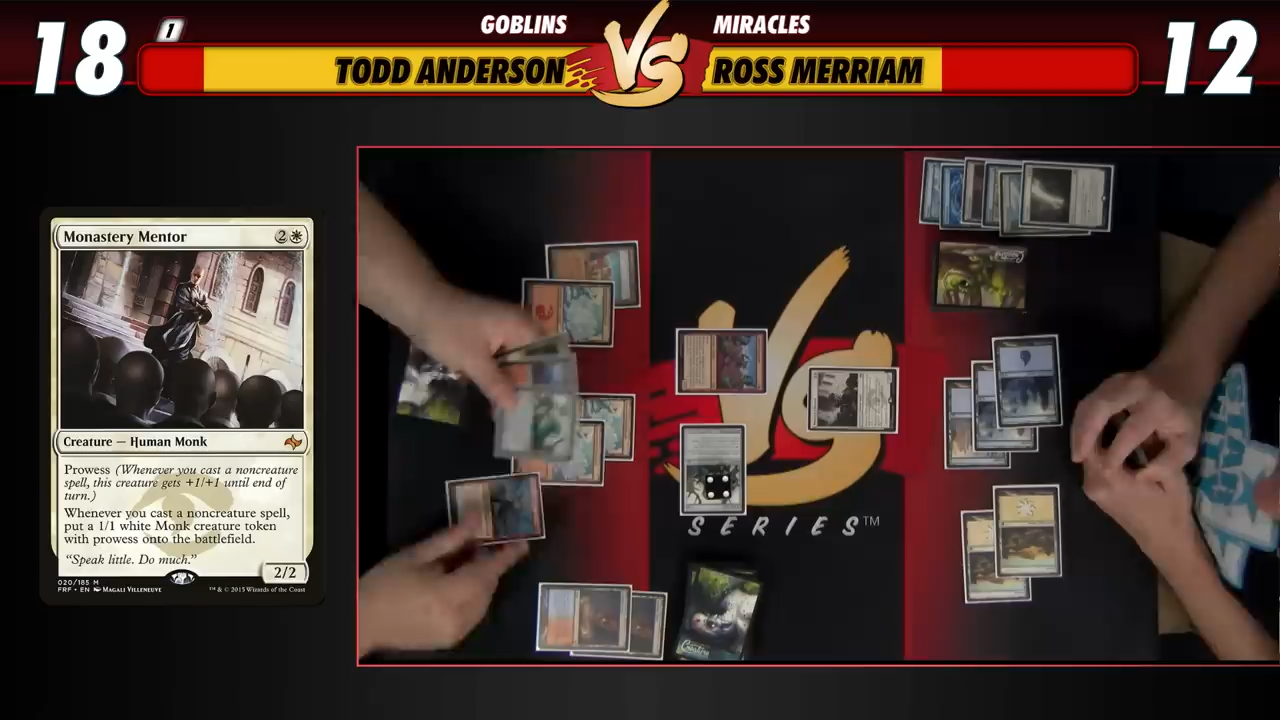 18
1
GOBLINS
VS
MIRACLES
12
TODD ANDERSON
ROSS MERRIAM
Monastery Mentor 2
Creature — Human Monk
Prowess (Whenever you cast a noncreature
spell, this creature gets +1/+1 until end of
turn.)
Whenever you cast a noncreature spell,
put a 1/1 white Monk creature token
with prowess onto the battlefield.
“Speak little. Do much.”
2/2
020/185 M
FRF • EN MAGALI VILLENEUVE
™ & © 2015 Wizards of the Coast
SERIES™